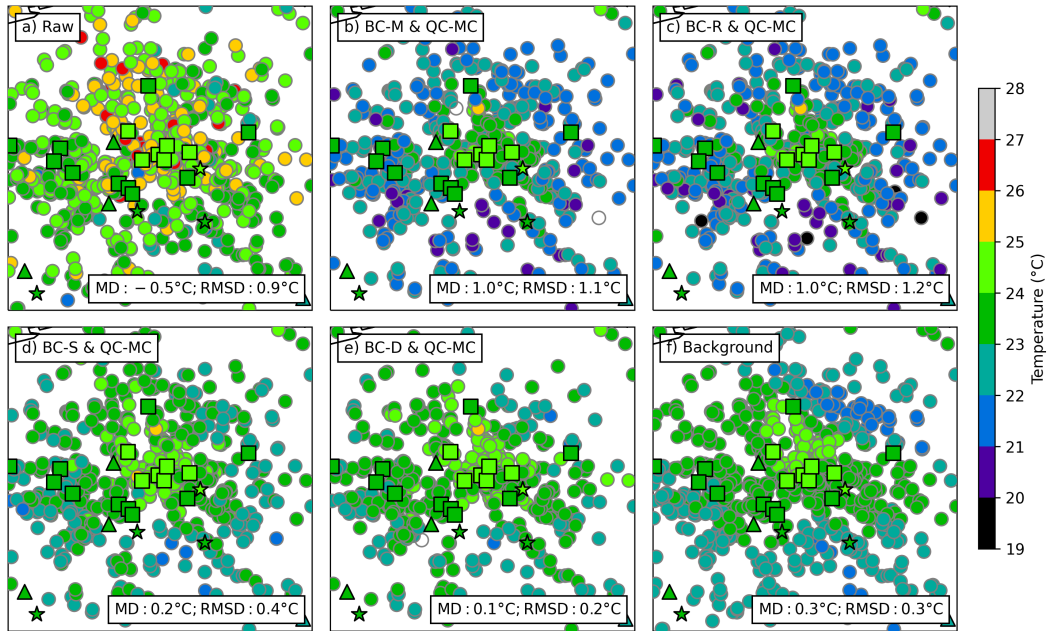 a) Raw
b) BC-M & QC-MC
c) BC-R & QC-MC
MD : −0.5°C; RMSD : 0.9°C
MD : 1.0°C; RMSD : 1.1°C
MD : 1.0°C; RMSD : 1.2°C
d) BC-S & QC-MC
e) BC-D & QC-MC
f) Background
MD : 0.2°C; RMSD : 0.4°C
MD : 0.1°C; RMSD : 0.2°C
MD : 0.3°C; RMSD : 0.3°C
28
27
26
25
24
23
22
21
20
19
Temperature (°C)